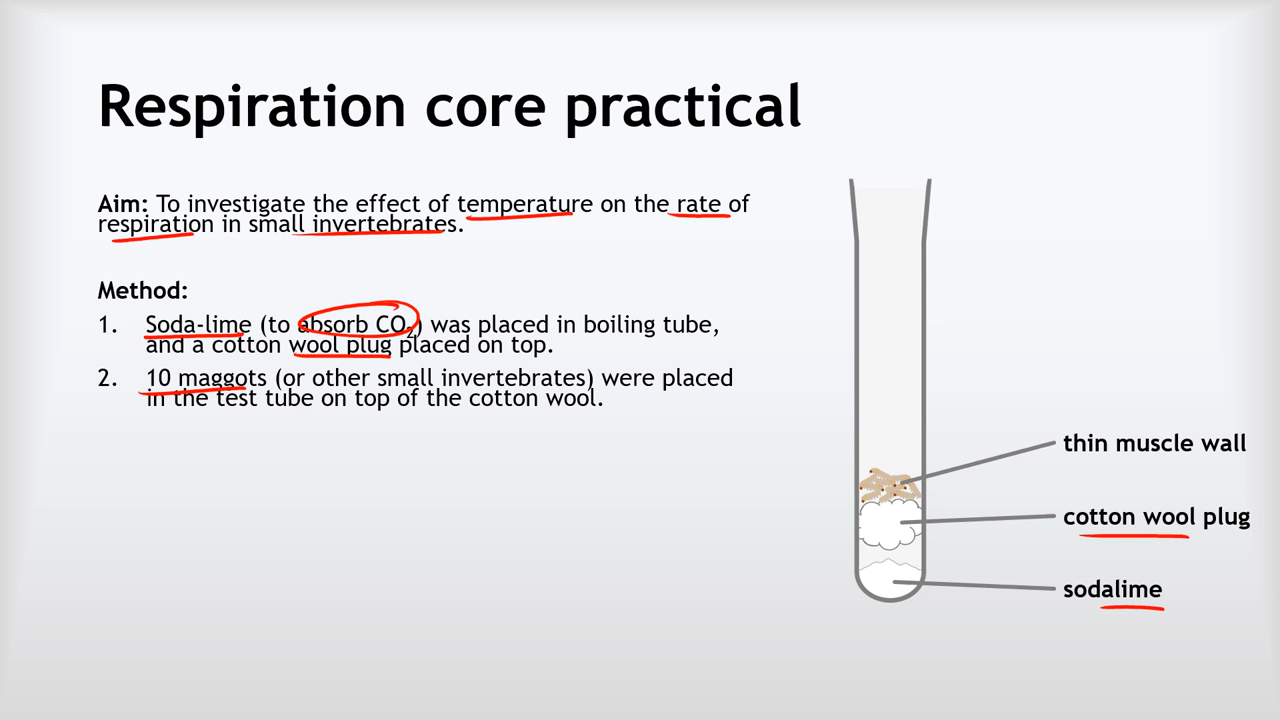 Respiration core practical
Aim: To investigate the effect of temperature on the rate of
respiration in small invertebrates.
Method:
1. Soda-lime (to absorb CO₂) was placed in boiling tube,
and a cotton wool plug placed on top.
2. 10 maggots (or other small invertebrates) were placed
in the test tube on top of the cotton wool.
thin muscle wall
cotton wool plug
sodalime